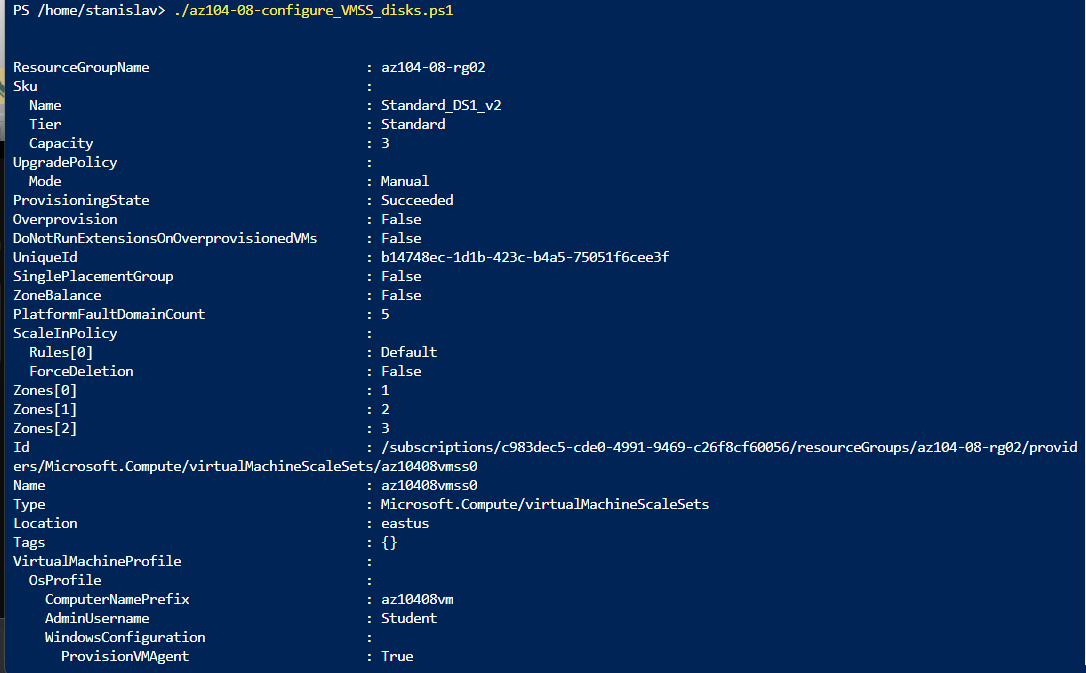 PS /home/stanislav> ./az104-08-configure_VMSS_disks.ps1
ResourceGroupName : az104-08-rg02
Sku :
Name : Standard_DS1_v2
Tier : Standard
Capacity : 3
UpgradePolicy :
Mode : Manual
ProvisioningState : Succeeded
Overprovision : False
DoNotRunExtensionsOnOverprovisionedVMs : False
UniqueId : b14748ec-1d1b-423c-b4a5-75051f6cee3f
SinglePlacementGroup : False
ZoneBalance : False
PlatformFaultDomainCount : 5
ScaleInPolicy :
Rules[0] : Default
ForceDeletion : False
Zones[0] : 1
Zones[1] : 2
Zones[2] : 3
Id : /subscriptions/c983dec5-cde0-4991-9469-c26f8cf60056/resourceGroups/az104-08-rg02/provid
ers/Microsoft.Compute/virtualMachineScaleSets/az10408vmss0
Name : az10408vmss0
Type : Microsoft.Compute/virtualMachineScaleSets
Location : eastus
Tags : {}
VirtualMachineProfile :
OsProfile :
ComputerNamePrefix : az10408vm
AdminUsername : Student
WindowsConfiguration :
ProvisionVMAgent : True